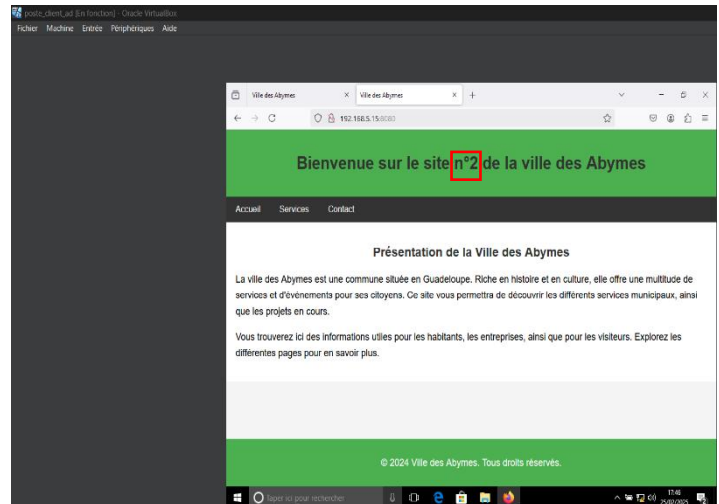 poste_client_ad [En fonction] - Oracle VirtualBox
Fichier Machine Entrée Périphériques Aide
Ville des Abymes
Ville des Abymes
192.168.5.15:8080
Bienvenue sur le site n°2 de la ville des Abymes
Accueil Services Contact
Présentation de la Ville des Abymes
La ville des Abymes est une commune située en Guadeloupe. Riche en histoire et en culture, elle offre une multitude de
services et d'événements pour ses citoyens. Ce site vous permettra de découvrir les différents services municipaux, ainsi
que les projets en cours.
Vous trouverez ici des informations utiles pour les habitants, les entreprises, ainsi que pour les visiteurs. Explorez les
différentes pages pour en savoir plus.
© 2024 Ville des Abymes. Tous droits réservés.
Taper ici pour rechercher
17:46
25/02/2025